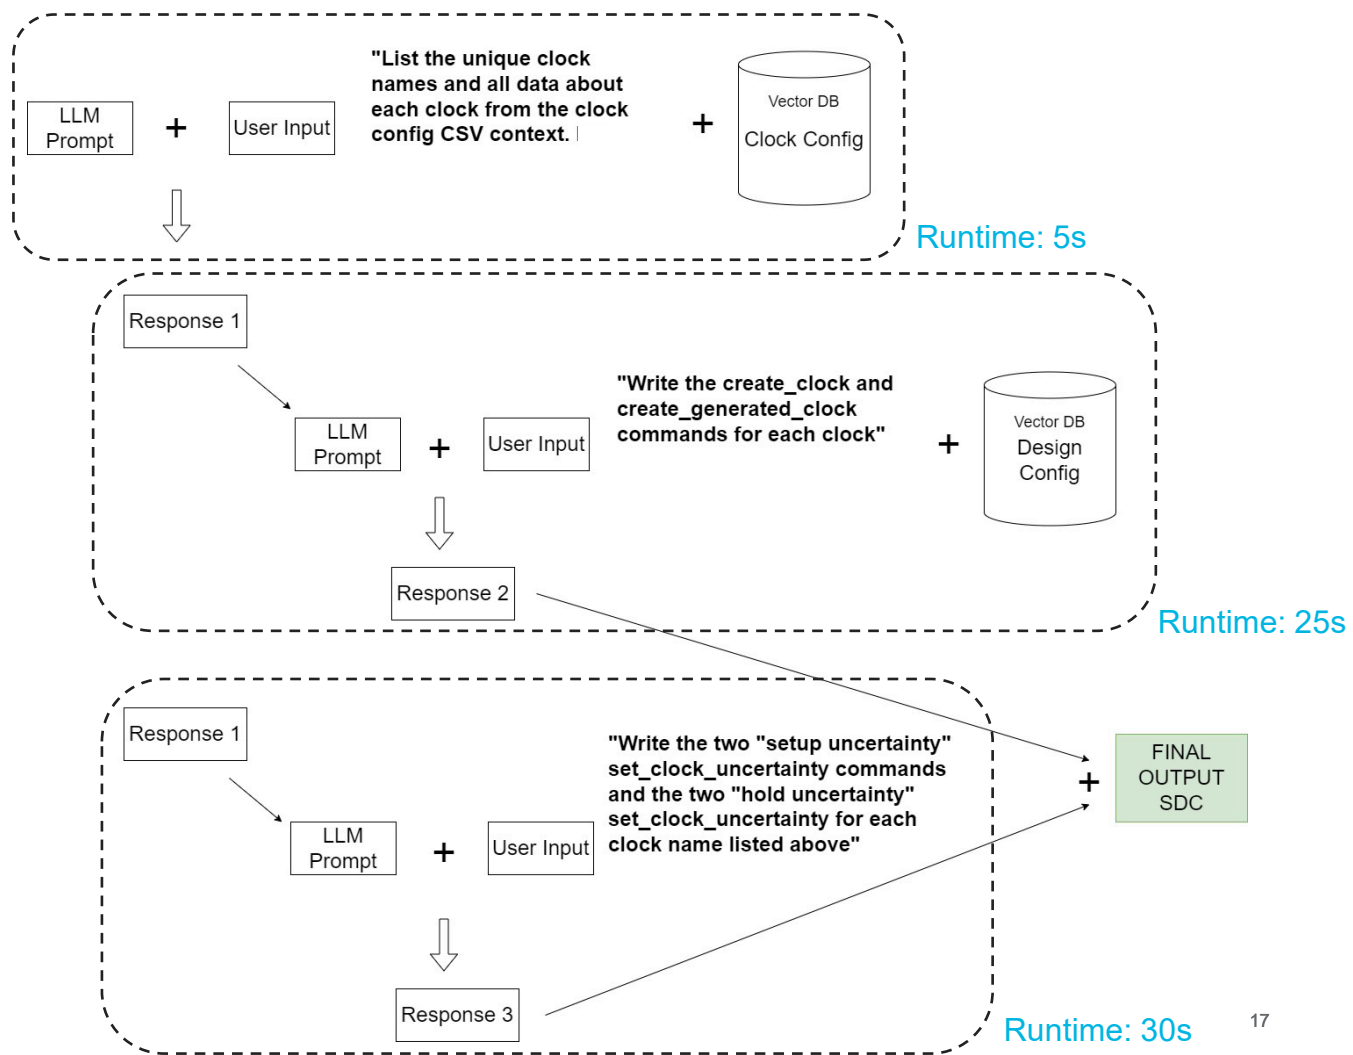 LLM
Prompt
+
User Input
"List the unique clock
names and all data about
each clock from the clock
config CSV context.
+
Vector DB
Clock Config
Runtime: 5s
Response 1
LLM
Prompt
+
User Input
"Write the create_clock and
create_generated_clock
commands for each clock"
+
Vector DB
Design
Config
Response 2
Runtime: 25s
Response 1
LLM
Prompt
+
User Input
"Write the two "setup uncertainty"
set_clock_uncertainty commands
and the two "hold uncertainty"
set_clock_uncertainty for each
clock name listed above"
Response 3
+
FINAL
OUTPUT
SDC
Runtime: 30s
17